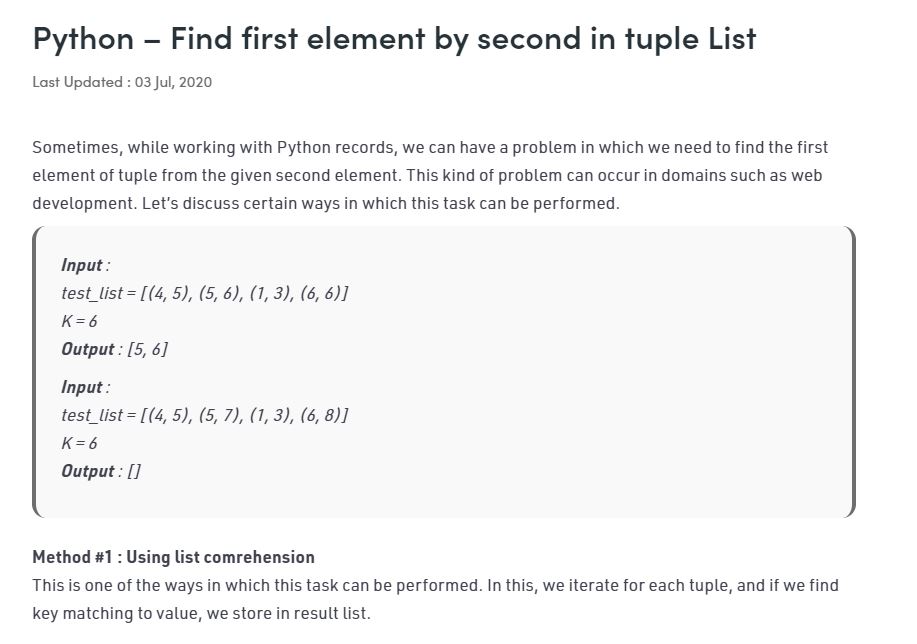 Python – Find first element by second in tuple List
Last Updated : 03 Jul, 2020
Sometimes, while working with Python records, we can have a problem in which we need to find the first
element of tuple from the given second element. This kind of problem can occur in domains such as web
development. Let’s discuss certain ways in which this task can be performed.
Input :
test_list = [(4, 5), (5, 6), (1, 3), (6, 6)]
K = 6
Output : [5, 6]
Input :
test_list = [(4, 5), (5, 7), (1, 3), (6, 8)]
K = 6
Output : []
Method #1 : Using list comrehension
This is one of the ways in which this task can be performed. In this, we iterate for each tuple, and if we find
key matching to value, we store in result list.